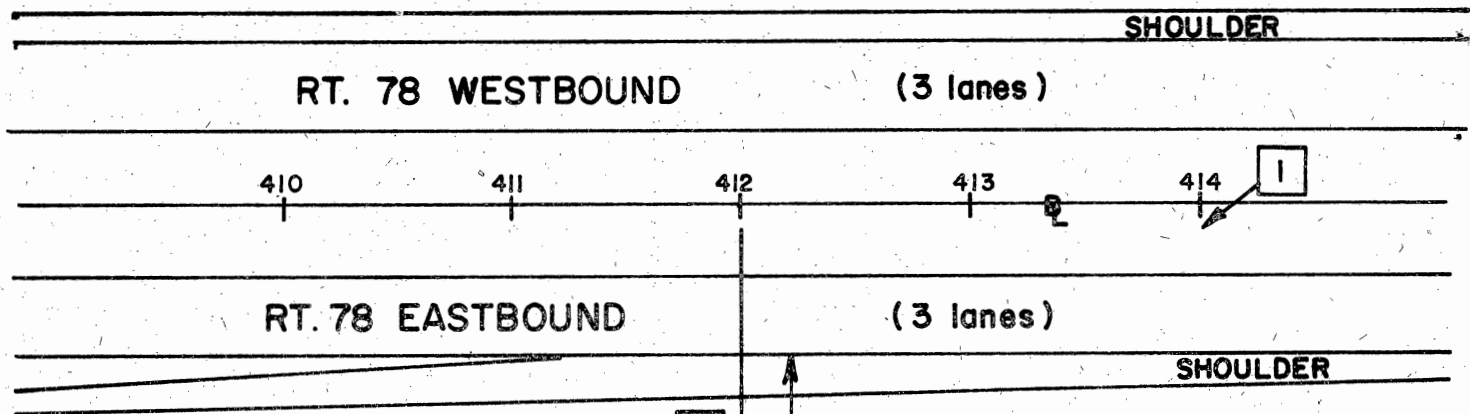 SHOULDER
RT. 78 WESTBOUND (3 lanes)
410 411 412 413 414 1
RT. 78 EASTBOUND (3 lanes)
SHOULDER